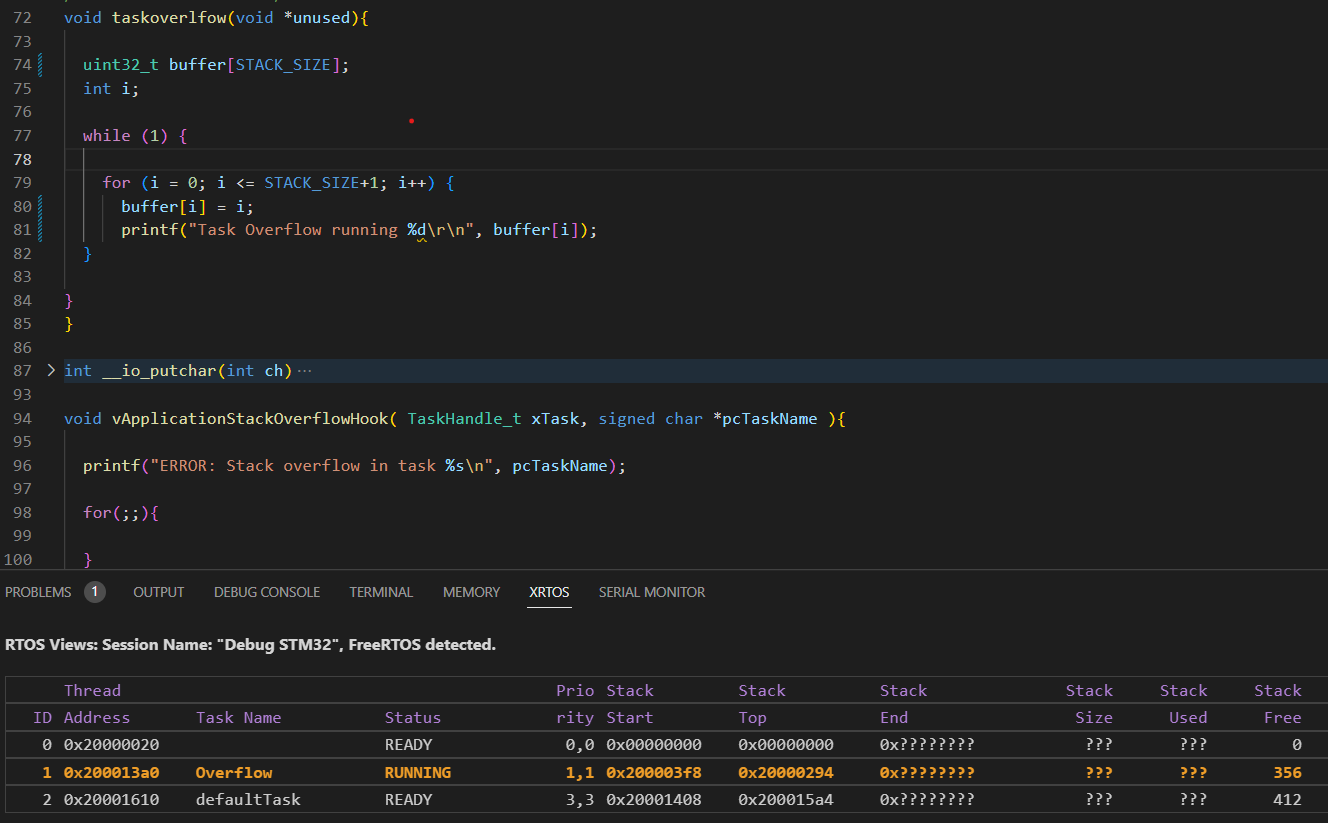 72 void taskoverlfow(void *unused){
73
74 uint32_t buffer[STACK_SIZE];
75 int i;
76
77 while (1) {
78
79 for (i = 0; i <= STACK_SIZE+1; i++) {
80 buffer[i] = i;
81 printf("Task Overflow running %d\r\n", buffer[i]);
82 }
83
84 }
85 }
86
87 > int __io_putchar(int ch) ···
93
94 void vApplicationStackOverflowHook( TaskHandle_t xTask, signed char *pcTaskName ){
95
96 printf("ERROR: Stack overflow in task %s\n", pcTaskName);
97
98 for(;;){
99
100 }
PROBLEMS 1 OUTPUT DEBUG CONSOLE TERMINAL MEMORY XRTOS SERIAL MONITOR
RTOS Views: Session Name: "Debug STM32", FreeRTOS detected.
Thread Prio Stack Stack Stack Stack Stack Stack
ID Address Task Name Status rity Start Top End Size Used Free
0 0x20000020 READY 0,0 0x00000000 0x00000000 0x???????? ??? ??? 0
1 0x200013a0 Overflow RUNNING 1,1 0x200003f8 0x20000294 0x???????? ??? ??? 356
2 0x20001610 defaultTask READY 3,3 0x20001408 0x200015a4 0x???????? ??? ??? 412